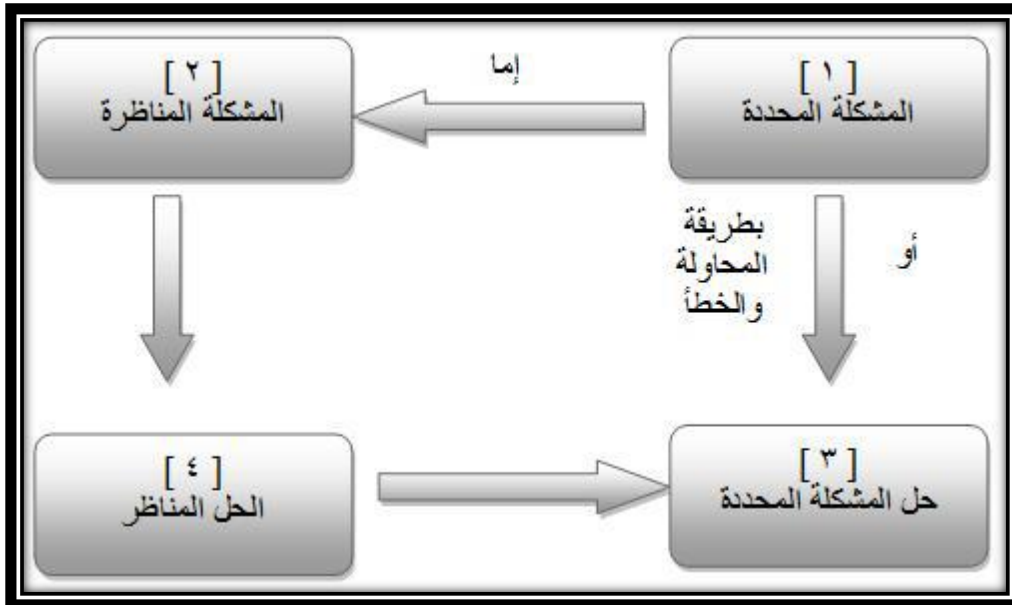 [ ١ ]
المشكلة المحددة
إما
[ ٢ ]
المشكلة المناظرة
أو
بطريقة
المحاولة
والخطأ
[ ٣ ]
حل المشكلة المحددة
[ ٤ ]
الحل المناظر